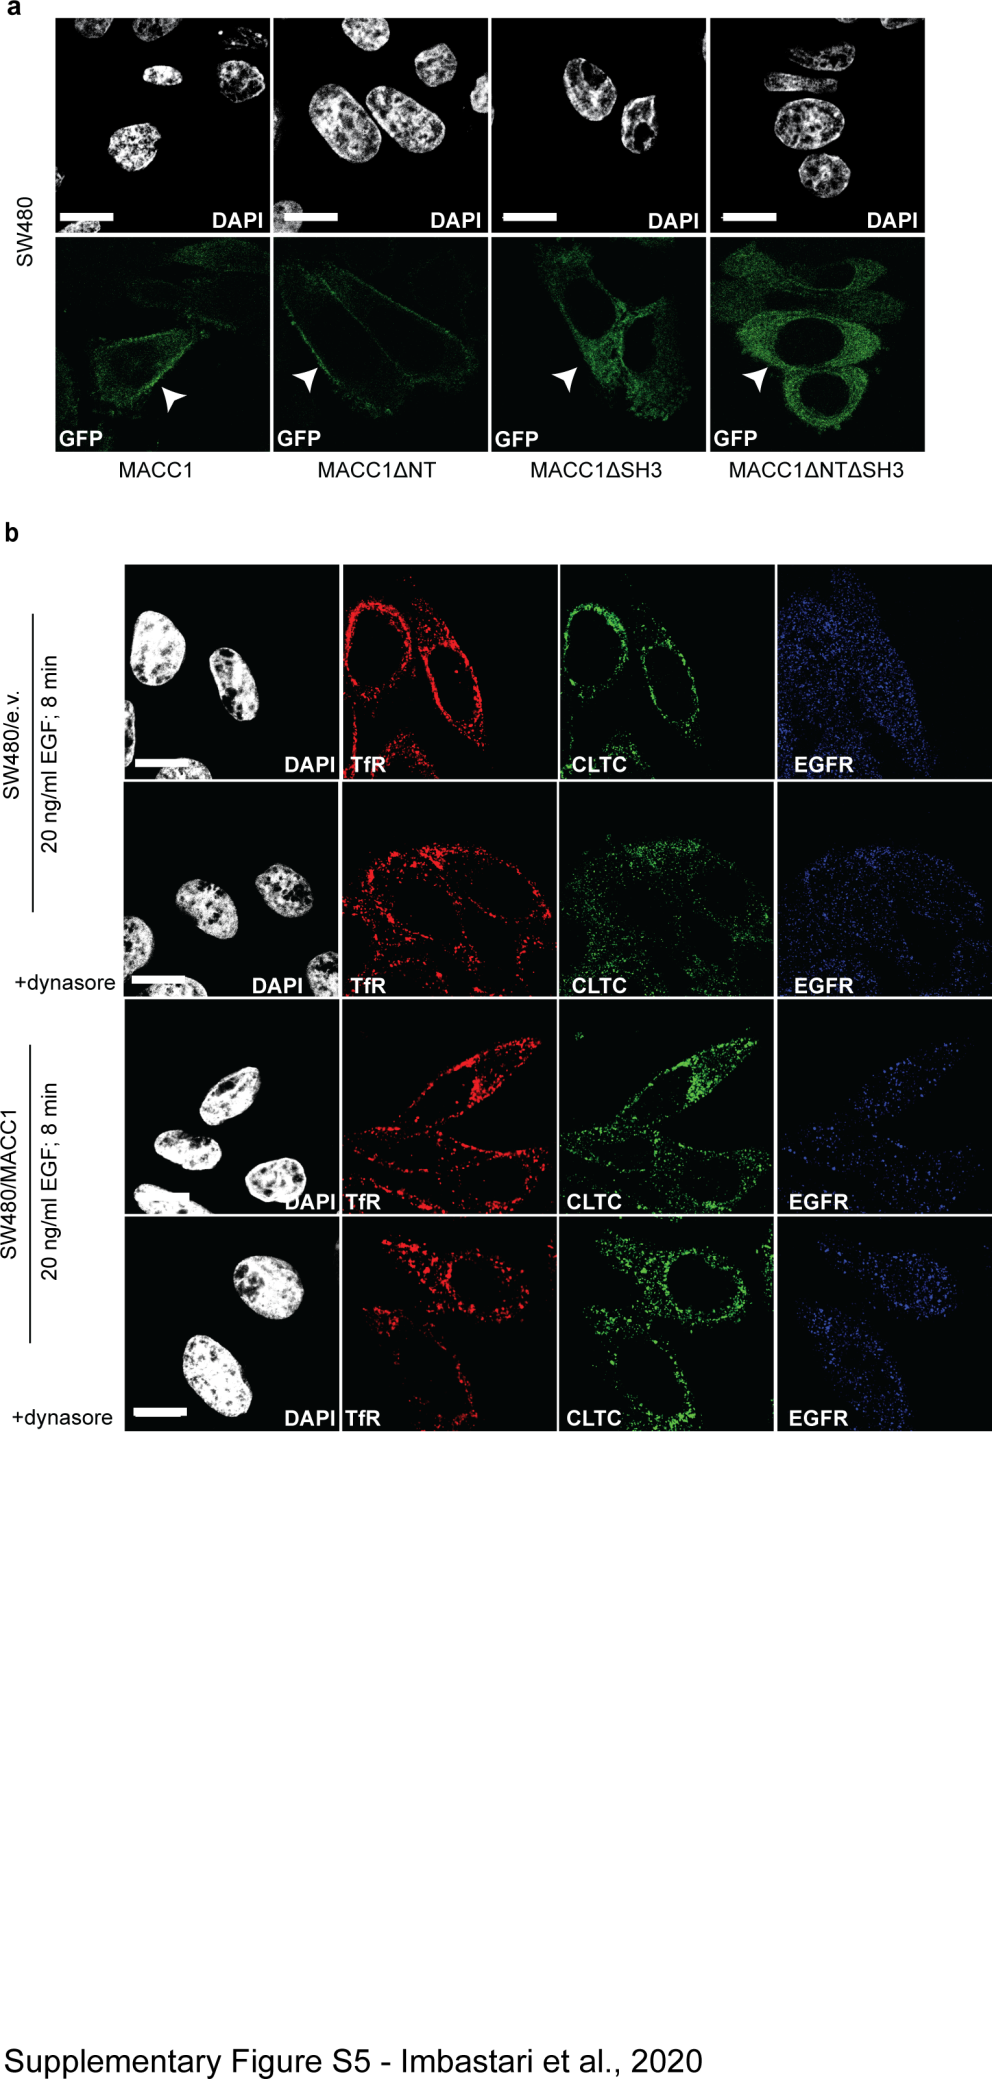 a
SW480
DAPI
DAPI
DAPI
DAPI
GFP
GFP
GFP
GFP
MACC1
MACC1ΔNT
MACC1ΔSH3
MACC1ΔNTΔSH3
b
SW480/e.v.
20 ng/ml EGF; 8 min
DAPI
TfR
CLTC
EGFR
+dynasore
DAPI
TfR
CLTC
EGFR
SW480/MACC1
20 ng/ml EGF; 8 min
DAPI
TfR
CLTC
EGFR
+dynasore
DAPI
TfR
CLTC
EGFR
Supplementary Figure S5 - Imbastari et al., 2020